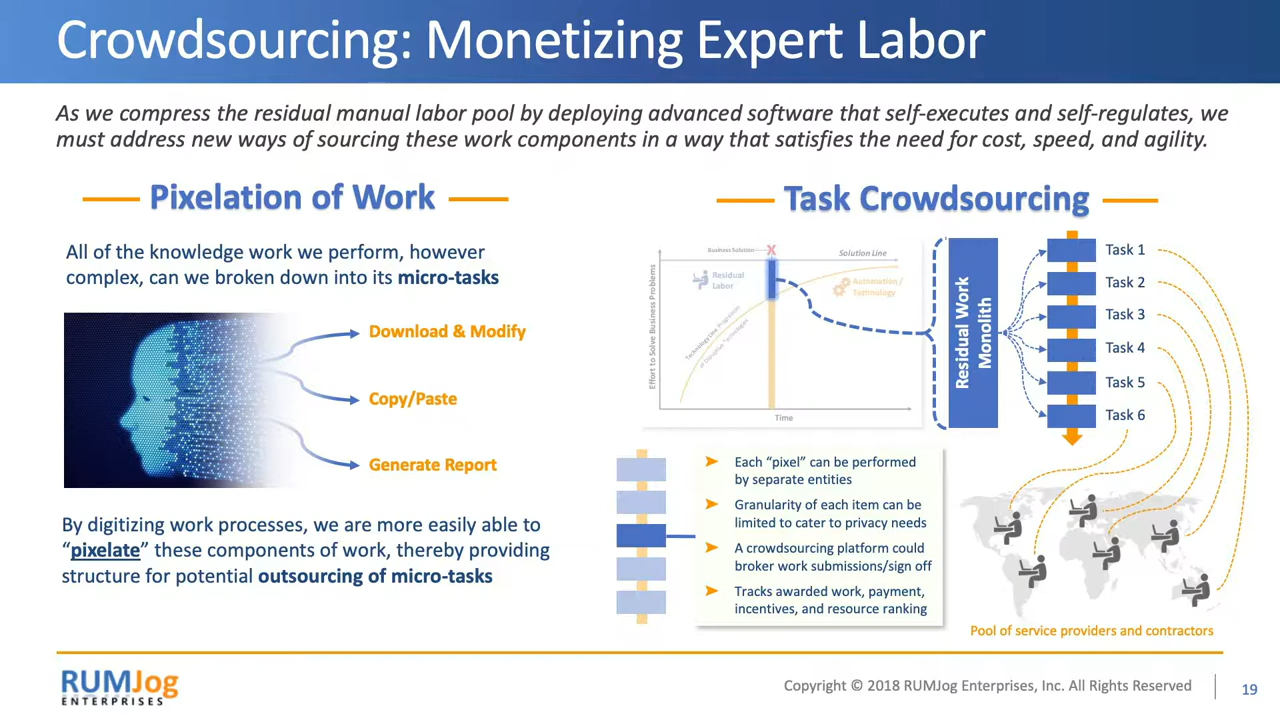 Crowdsourcing: Monetizing Expert Labor
As we compress the residual manual labor pool by deploying advanced software that self-executes and self-regulates, we
must address new ways of sourcing these work components in a way that satisfies the need for cost, speed, and agility.
Pixelation of Work
All of the knowledge work we perform, however
complex, can we broken down into its micro-tasks
Download & Modify
Copy/Paste
Generate Report
By digitizing work processes, we are more easily able to
“pixelate” these components of work, thereby providing
structure for potential outsourcing of micro-tasks
Task Crowdsourcing
Business Solution
X
Solution Line
Residual
Labor
Automation /
Technology
Technology Line: Progression
of Disruptive Technologies
Effort to Solve Business Problems
Time
Residual Work
Monolith
Task 1
Task 2
Task 3
Task 4
Task 5
Task 6
Each “pixel” can be performed
by separate entities
Granularity of each item can be
limited to cater to privacy needs
A crowdsourcing platform could
broker work submissions/sign off
Tracks awarded work, payment,
incentives, and resource ranking
Pool of service providers and contractors
RUMJog
ENTERPRISES
Copyright © 2018 RUMJog Enterprises, Inc. All Rights Reserved
19